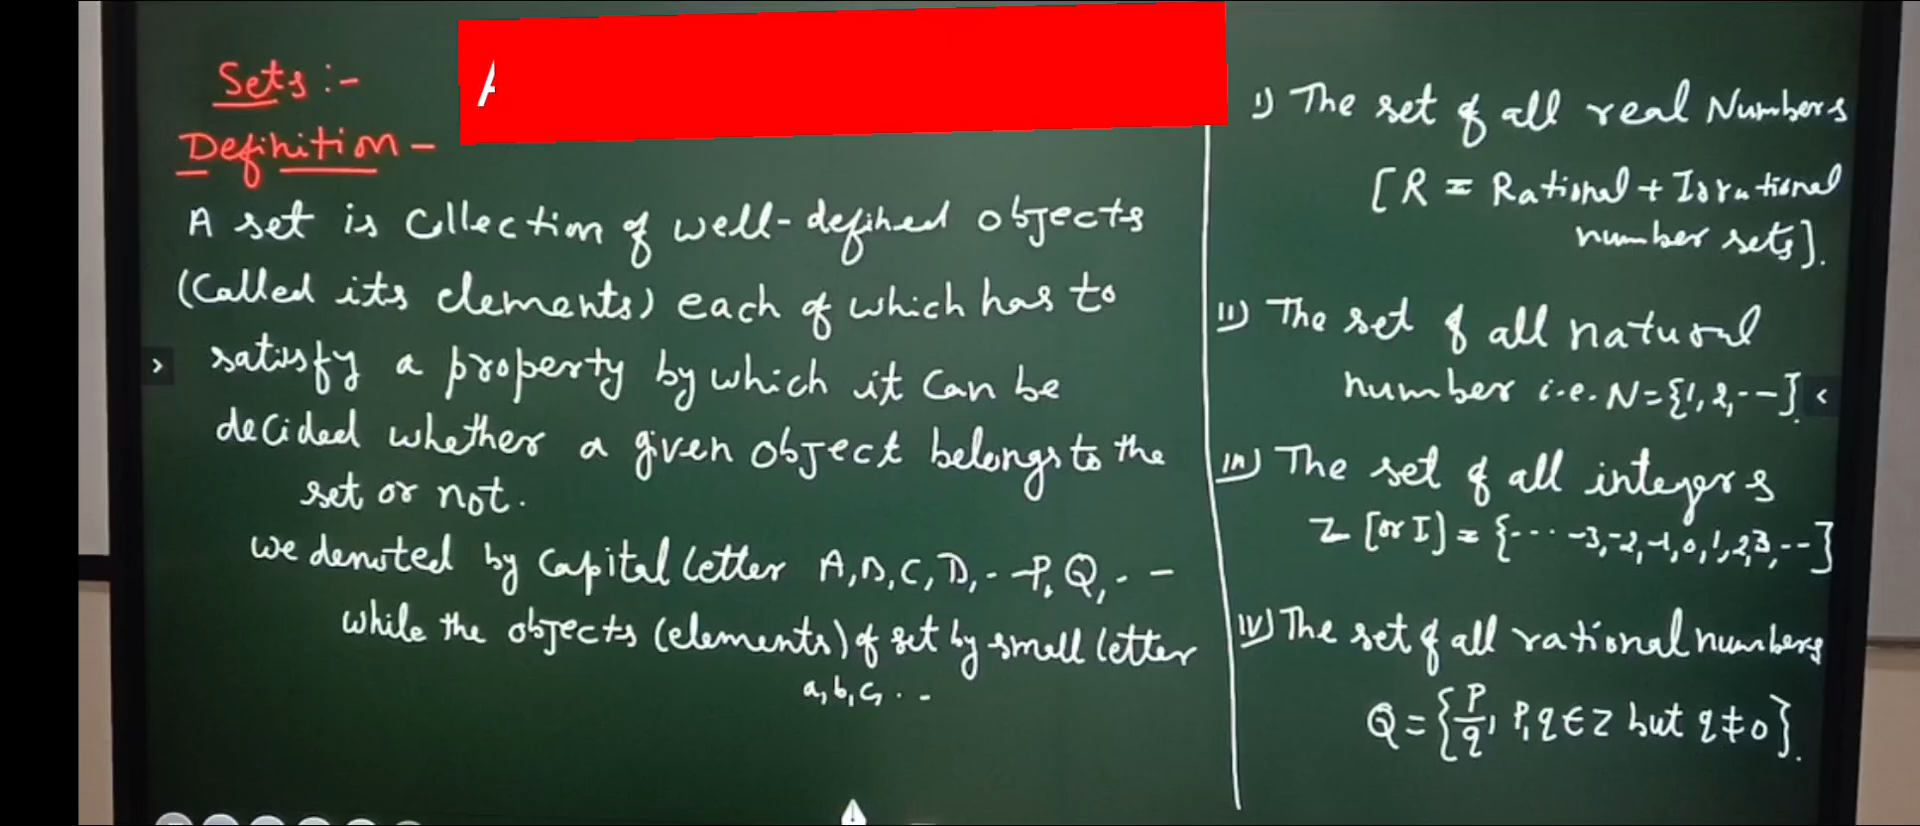 Sets :-
A
Definition -
A set is collection of well-defined objects
(Called its elements) each of which has to
satisfy a property by which it can be
decided whether a given object belongs to the
set or not.
we denoted by Capital letter A, B, C, D, - - P, Q, - -
while the objects (elements) of set by small letter
a, b, c, . -
i) The set of all real Numbers
[R = Rational + Irrational
number sets].
ii) The set of all natural
number i.e. N = {1, 2, - - }.
iii) The set of all integers
Z [or I] = {- - - -3, -2, -1, 0, 1, 2, 3, - - }
iv) The set of all rational numbers
Q = {p/q, p, q ∈ Z but q ≠ 0}.